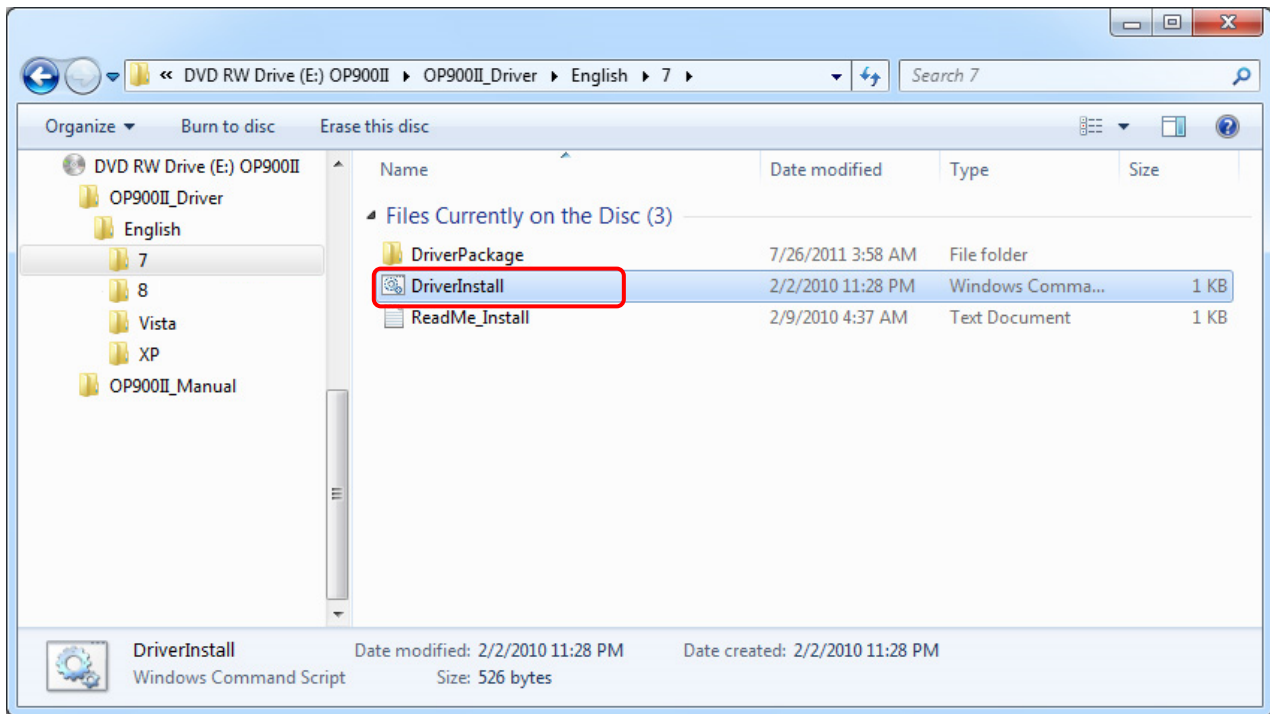 « DVD RW Drive (E:) OP900II ▸ OP900II_Driver ▸ English ▸ 7 ▸ Search 7
Organize ▾ Burn to disc Erase this disc
DVD RW Drive (E:) OP900II
OP900II_Driver
English
7
8
Vista
XP
OP900II_Manual
Name Date modified Type Size
Files Currently on the Disc (3)
DriverPackage 7/26/2011 3:58 AM File folder
DriverInstall 2/2/2010 11:28 PM Windows Comma... 1 KB
ReadMe_Install 2/9/2010 4:37 AM Text Document 1 KB
DriverInstall Date modified: 2/2/2010 11:28 PM Date created: 2/2/2010 11:28 PM
Windows Command Script Size: 526 bytes